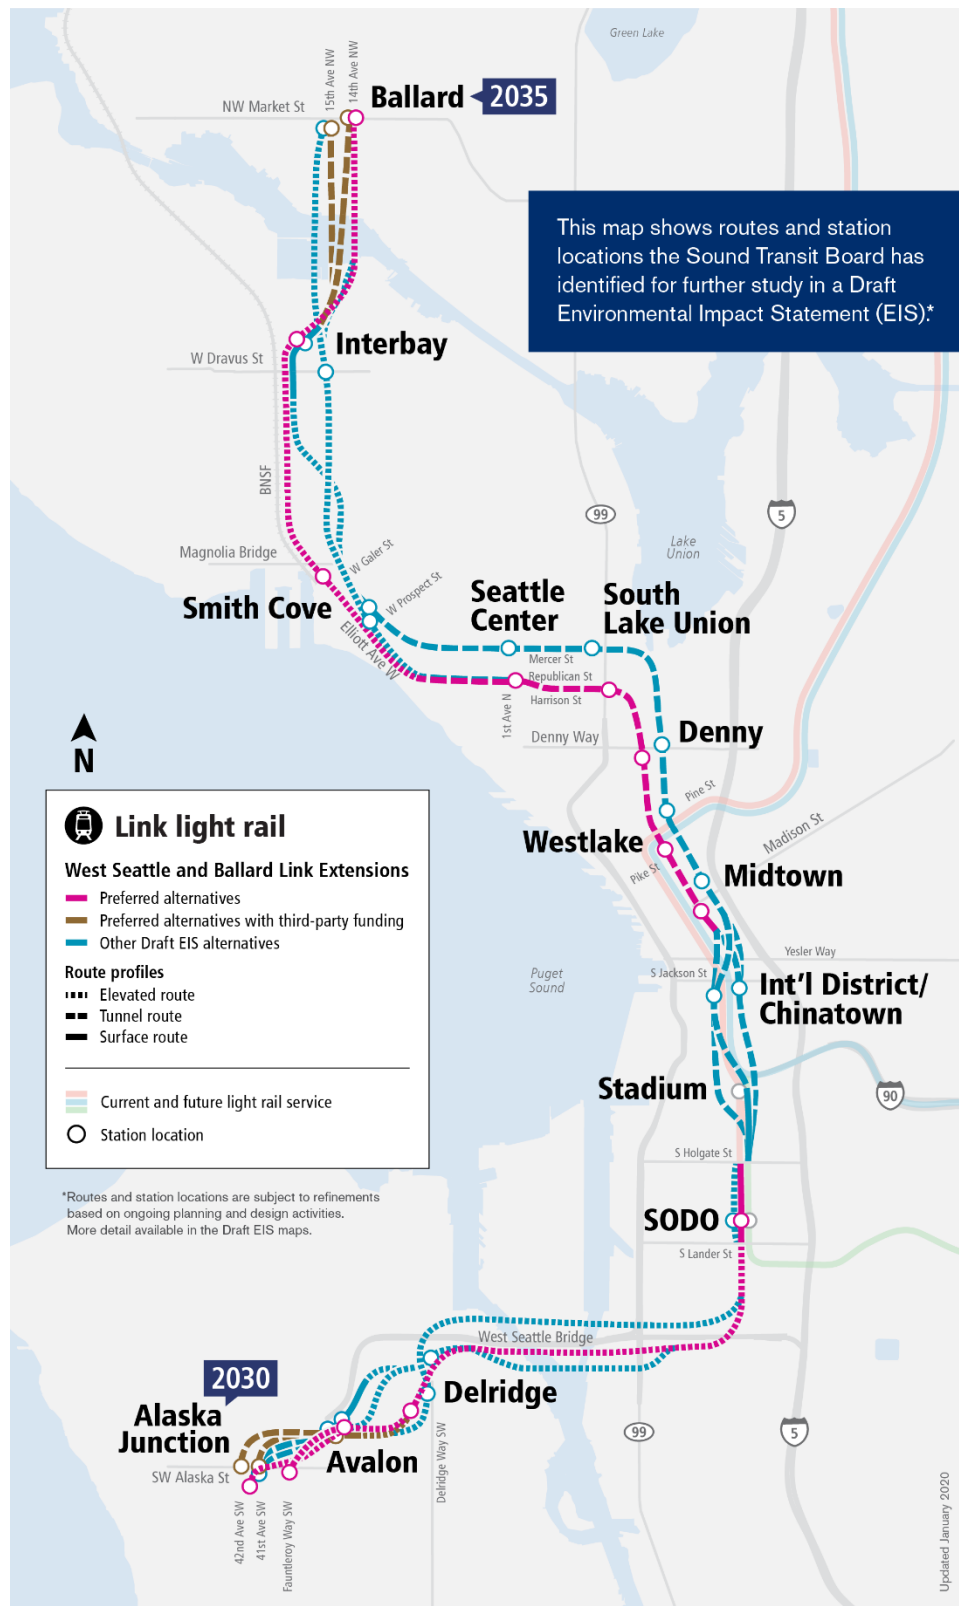 Green Lake
15th Ave NW
14th Ave NW
Ballard
2035
NW Market St
This map shows routes and station
locations the Sound Transit Board has
identified for further study in a Draft
Environmental Impact Statement (EIS).*
Interbay
W Dravus St
BNSF
99
5
Lake
Union
Magnolia Bridge
W Galer St
W Prospect St
Smith Cove
Elliott Ave W
Seattle
Center
South
Lake Union
Mercer St
Republican St
Harrison St
1st Ave N
Denny Way
Denny
N
Pine St
Madison St
Westlake
Pike St
Midtown
Yesler Way
S Jackson St
Int'l District/
Chinatown
Puget
Sound
Stadium
90
S Holgate St
SODO
S Lander St
Link light rail
West Seattle and Ballard Link Extensions
Preferred alternatives
Preferred alternatives with third-party funding
Other Draft EIS alternatives
Route profiles
Elevated route
Tunnel route
Surface route
Current and future light rail service
Station location
*Routes and station locations are subject to refinements
based on ongoing planning and design activities.
More detail available in the Draft EIS maps.
West Seattle Bridge
2030
Alaska
Junction
Delridge
Avalon
SW Alaska St
42nd Ave SW
41st Ave SW
Fauntleroy Way SW
Delridge Way SW
99
5
Updated January 2020